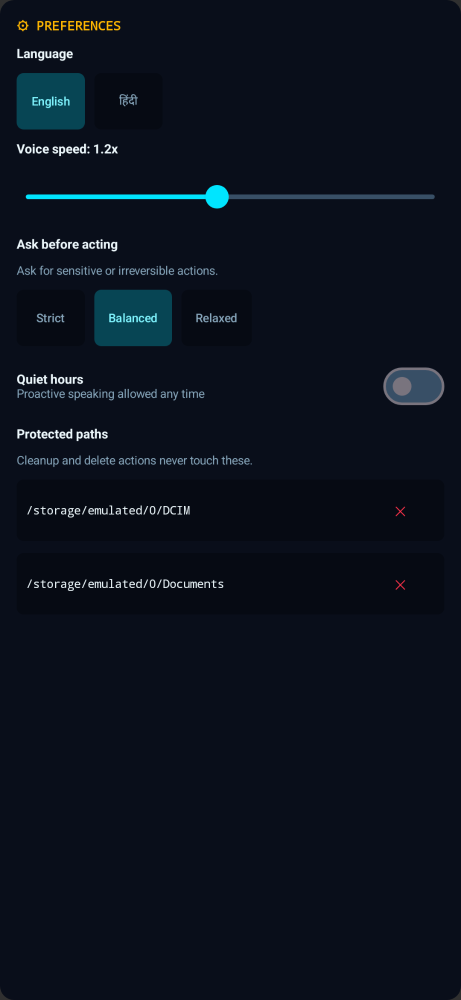 ⚙ PREFERENCES
Language
English
हिंदी
Voice speed: 1.2x
Ask before acting
Ask for sensitive or irreversible actions.
Strict
Balanced
Relaxed
Quiet hours
Proactive speaking allowed any time
Protected paths
Cleanup and delete actions never touch these.
/storage/emulated/0/DCIM
/storage/emulated/0/Documents